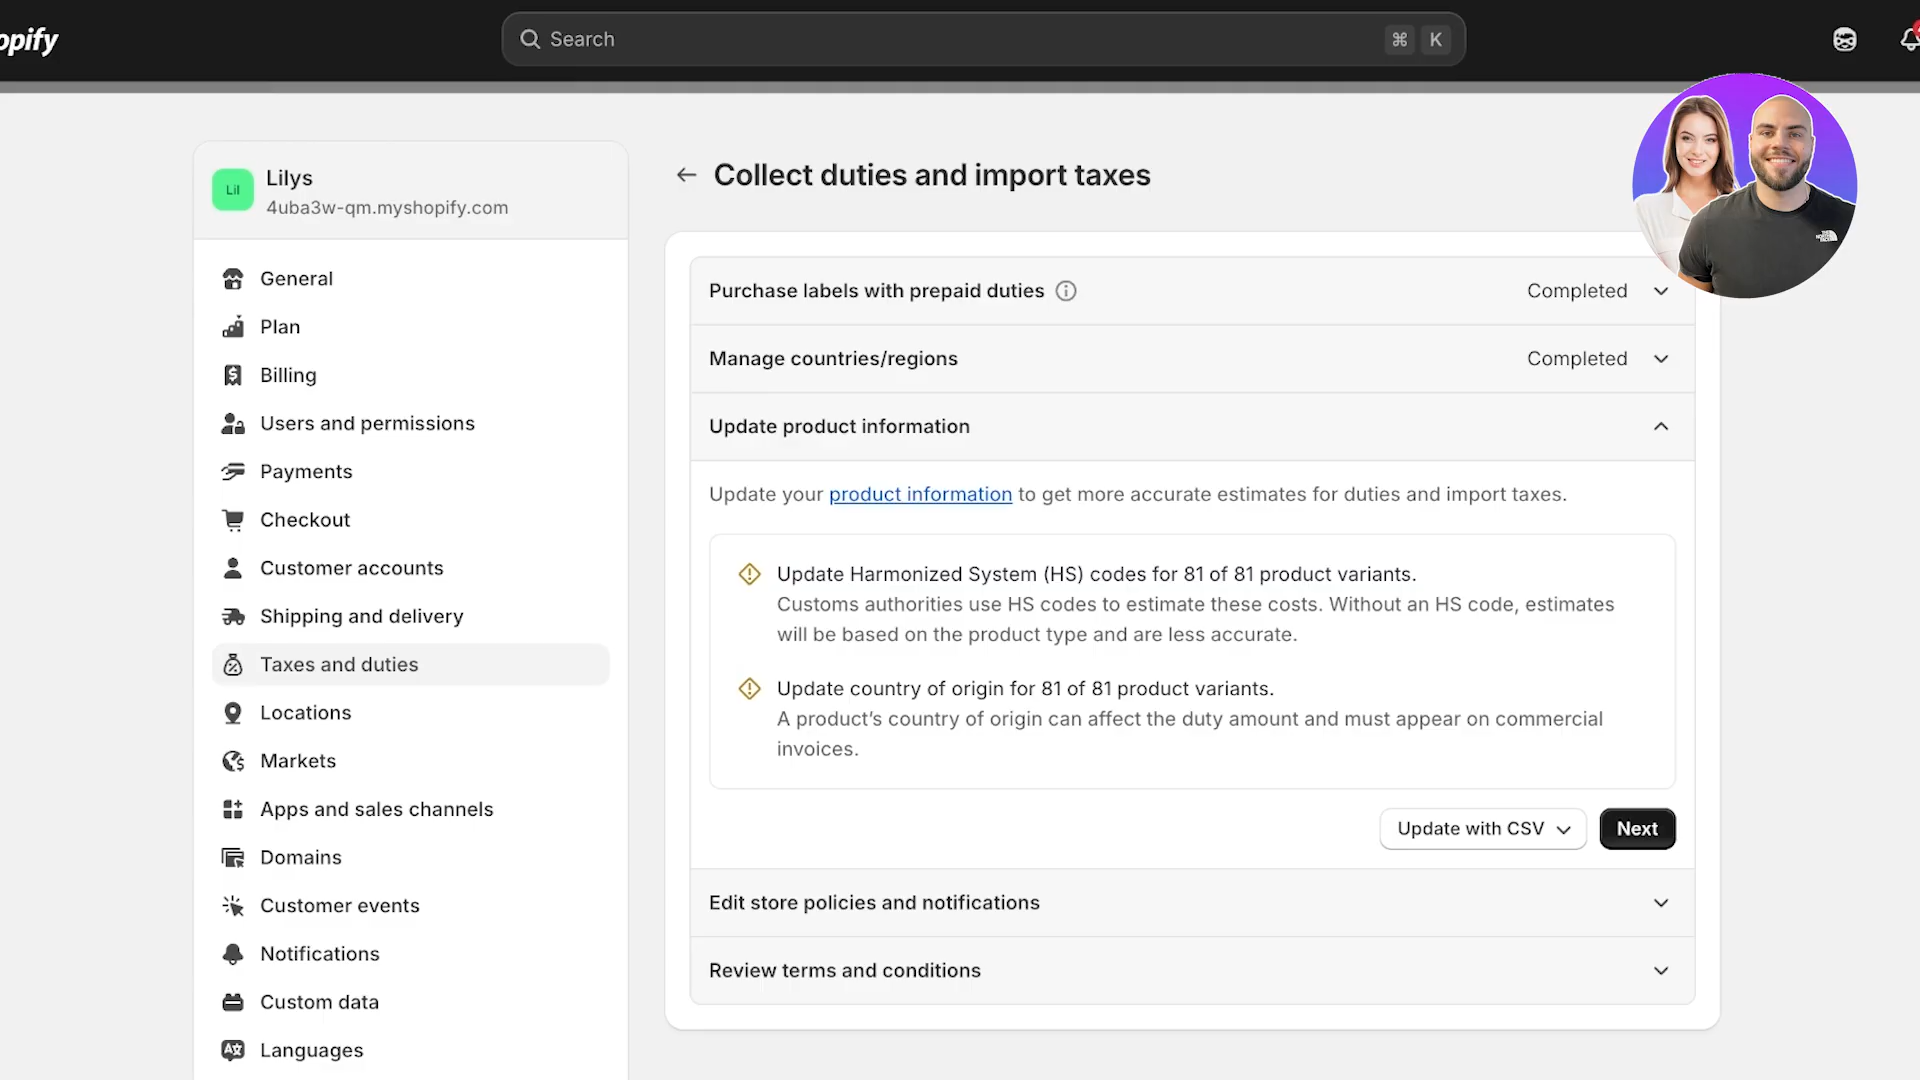 opify
Search
⌘ K
Lil
Lilys
4uba3w-qm.myshopify.com
General
Plan
Billing
Users and permissions
Payments
Checkout
Customer accounts
Shipping and delivery
Taxes and duties
Locations
Markets
Apps and sales channels
Domains
Customer events
Notifications
Custom data
Languages
Collect duties and import taxes
Purchase labels with prepaid duties
Completed
Manage countries/regions
Completed
Update product information
Update your product information to get more accurate estimates for duties and import taxes.
Update Harmonized System (HS) codes for 81 of 81 product variants.
Customs authorities use HS codes to estimate these costs. Without an HS code, estimates
will be based on the product type and are less accurate.
Update country of origin for 81 of 81 product variants.
A product’s country of origin can affect the duty amount and must appear on commercial
invoices.
Update with CSV
Next
Edit store policies and notifications
Review terms and conditions